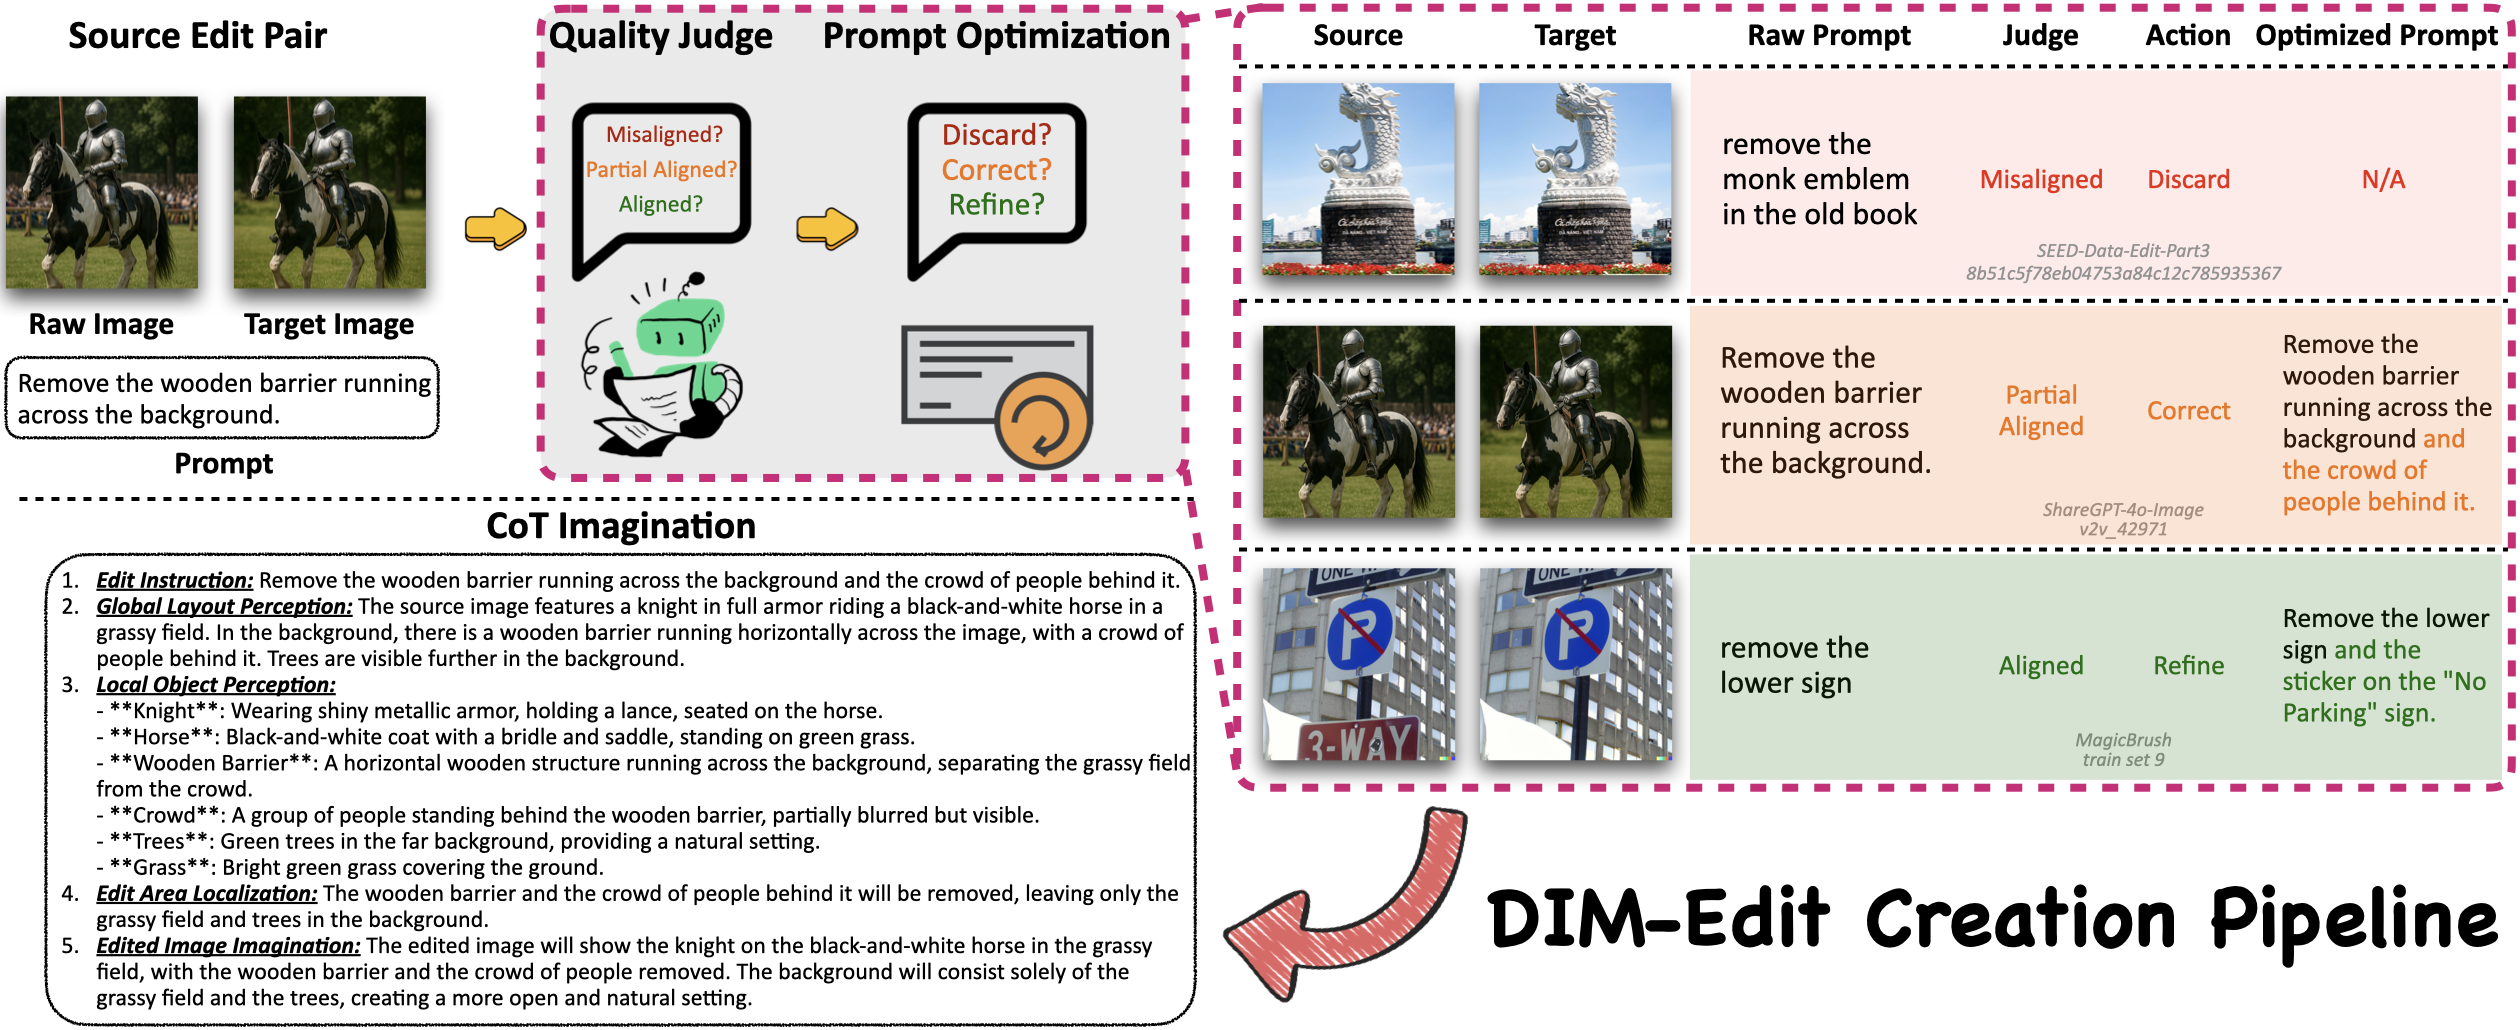 Source Edit Pair
Raw Image
Target Image
Remove the wooden barrier running
across the background.
Prompt
Quality Judge
Prompt Optimization
Misaligned?
Partial Aligned?
Aligned?
Discard?
Correct?
Refine?
Source
Target
Raw Prompt
Judge
Action
Optimized Prompt
remove the
monk emblem
in the old book
Misaligned
Discard
N/A
SEED-Data-Edit-Part3
8b51c5f78eb04753a84c12c785935367
DA NANG - VIET NAM
DA NANG - VIET NAM
Remove the
wooden barrier
running across
the background.
Partial
Aligned
Correct
Remove the
wooden barrier
running across the
background and
the crowd of
people behind it.
ShareGPT-4o-Image
v2v_42971
ONE W
P
3-WAY
ONE W
P
remove the
lower sign
Aligned
Refine
Remove the lower
sign and the
sticker on the "No
Parking" sign.
MagicBrush
train set 9
CoT Imagination
1. Edit Instruction: Remove the wooden barrier running across the background and the crowd of people behind it.
2. Global Layout Perception: The source image features a knight in full armor riding a black-and-white horse in a
grassy field. In the background, there is a wooden barrier running horizontally across the image, with a crowd of
people behind it. Trees are visible further in the background.
3. Local Object Perception:
- **Knight**: Wearing shiny metallic armor, holding a lance, seated on the horse.
- **Horse**: Black-and-white coat with a bridle and saddle, standing on green grass.
- **Wooden Barrier**: A horizontal wooden structure running across the background, separating the grassy field
from the crowd.
- **Crowd**: A group of people standing behind the wooden barrier, partially blurred but visible.
- **Trees**: Green trees in the far background, providing a natural setting.
- **Grass**: Bright green grass covering the ground.
4. Edit Area Localization: The wooden barrier and the crowd of people behind it will be removed, leaving only the
grassy field and trees in the background.
5. Edited Image Imagination: The edited image will show the knight on the black-and-white horse in the grassy
field, with the wooden barrier and the crowd of people removed. The background will consist solely of the
grassy field and the trees, creating a more open and natural setting.
DIM-Edit Creation Pipeline